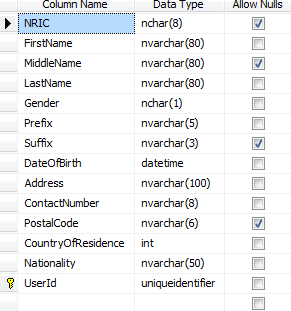 Column Name Data Type Allow Nulls
NRIC nchar(8)
FirstName nvarchar(80)
MiddleName nvarchar(80)
LastName nvarchar(80)
Gender nchar(1)
Prefix nvarchar(5)
Suffix nvarchar(3)
DateOfBirth datetime
Address nvarchar(100)
ContactNumber nvarchar(8)
PostalCode nvarchar(6)
CountryOfResidence int
Nationality nvarchar(50)
UserId uniqueidentifier